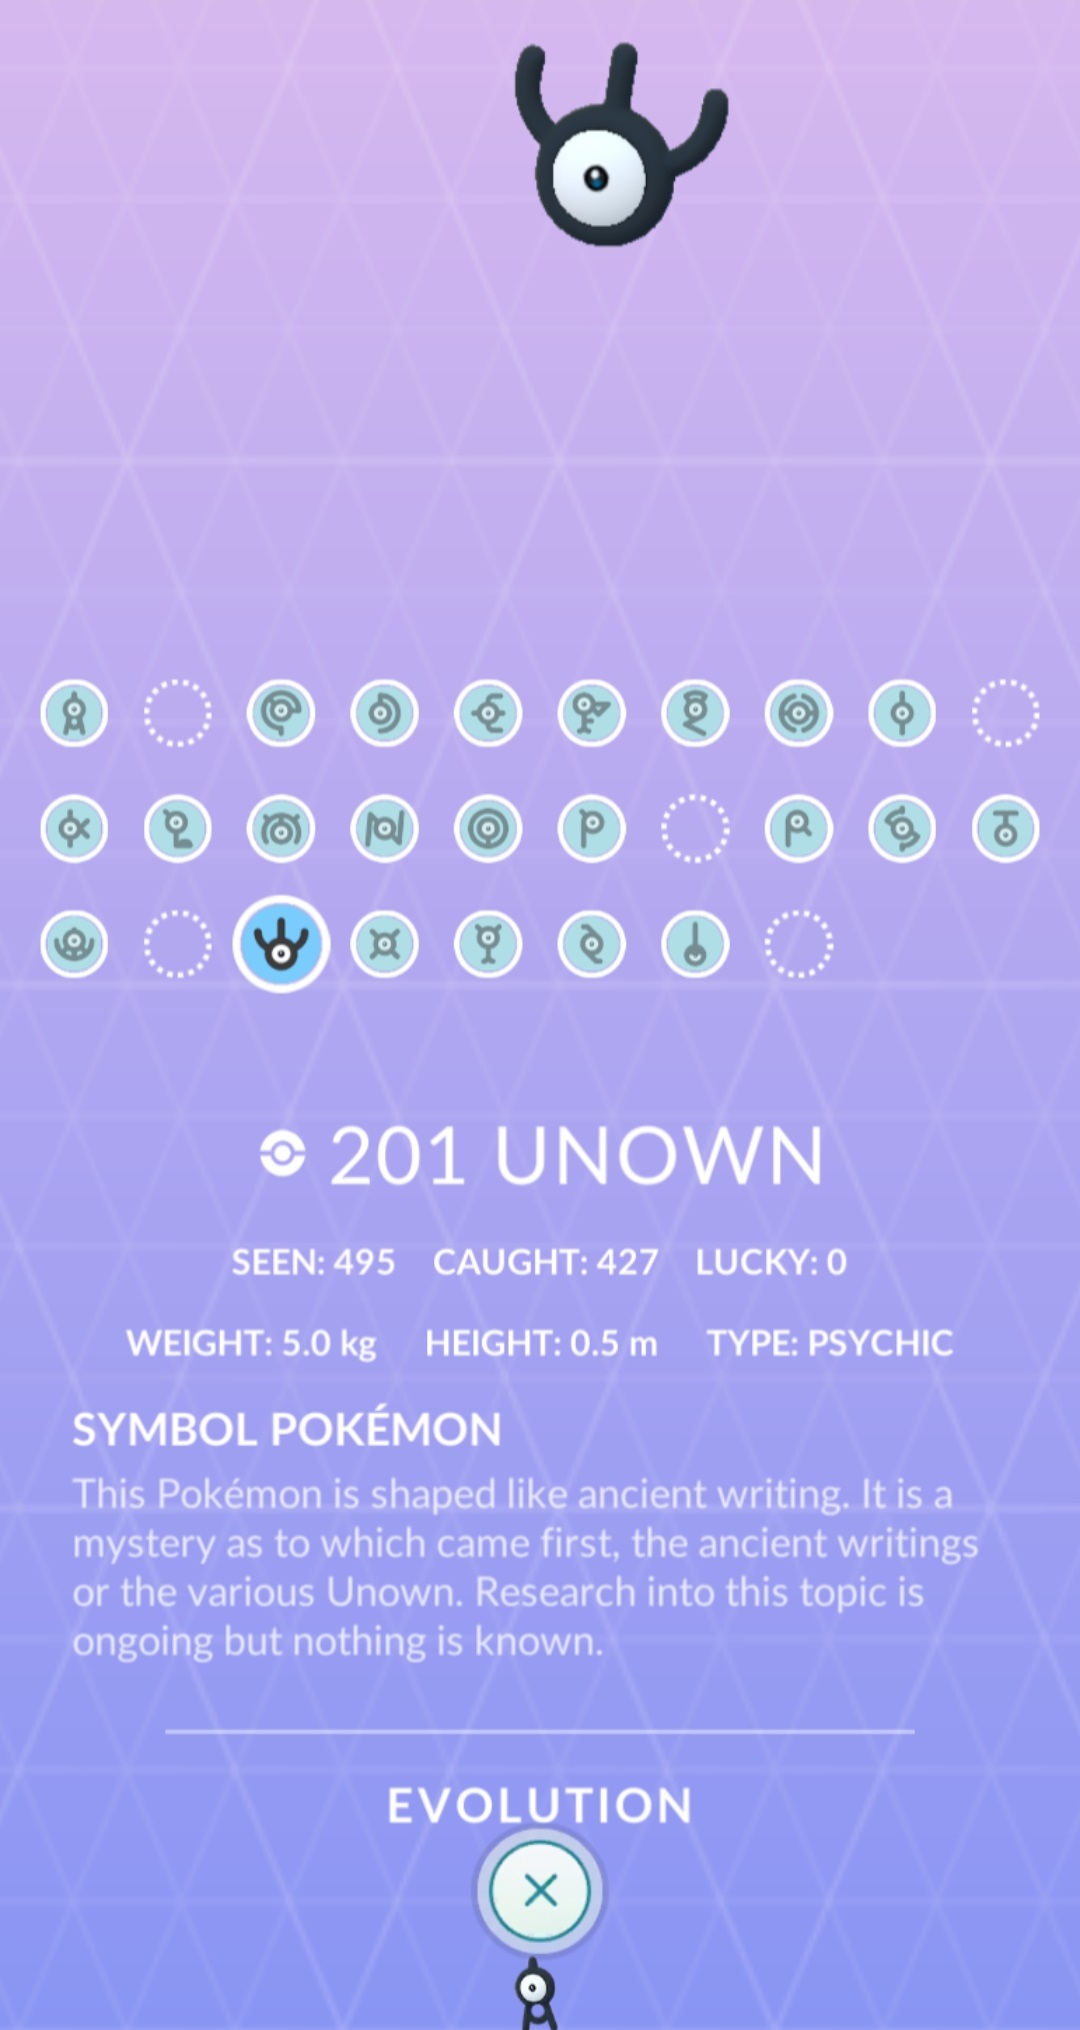 201 UNOWN
SEEN: 495 CAUGHT: 427 LUCKY: 0
WEIGHT: 5.0 kg HEIGHT: 0.5 m TYPE: PSYCHIC
SYMBOL POKÉMON
This Pokémon is shaped like ancient writing. It is a
mystery as to which came first, the ancient writings
or the various Unown. Research into this topic is
ongoing but nothing is known.
EVOLUTION